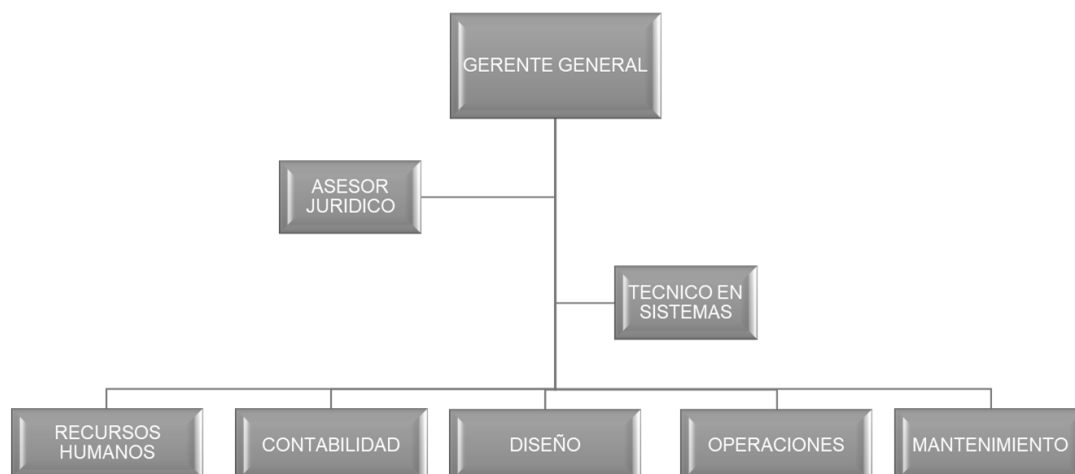 GERENTE GENERAL
ASESOR
JURIDICO
TECNICO EN
SISTEMAS
RECURSOS
HUMANOS
CONTABILIDAD
DISEÑO
OPERACIONES
MANTENIMIENTO